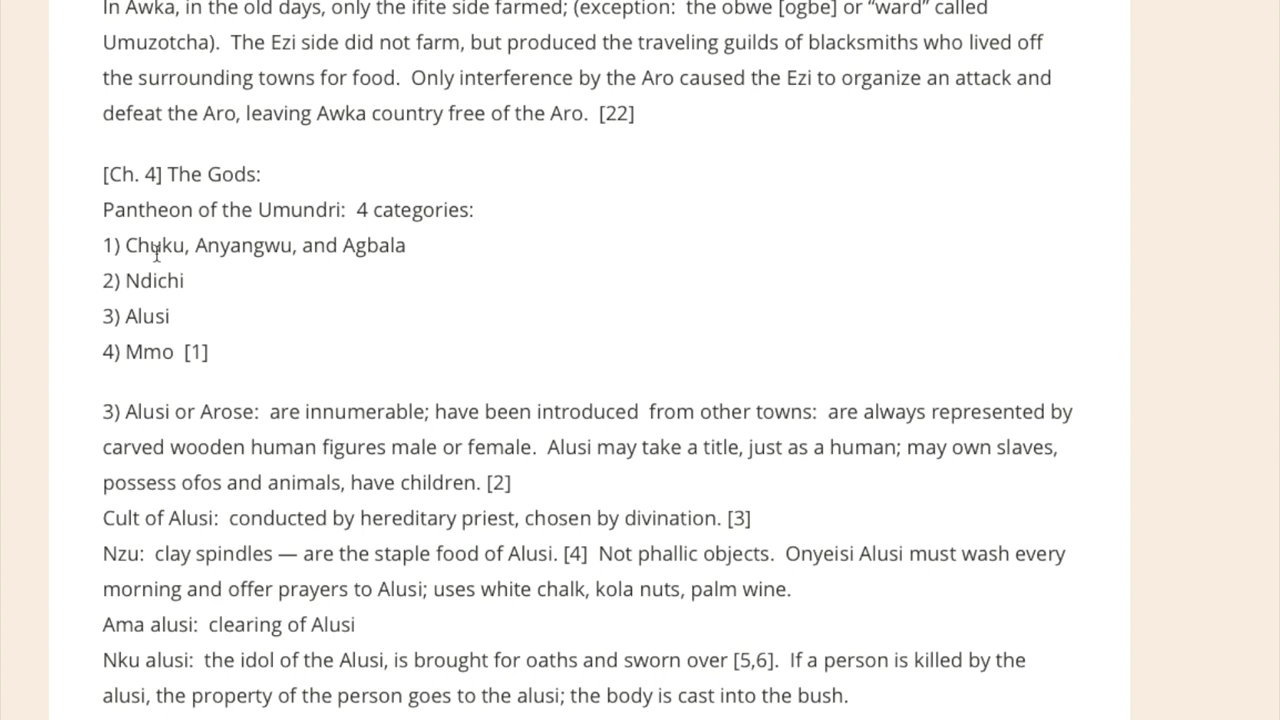 In Awka, in the old days, only the ifite side farmed; (exception:  the obwe [ogbe] or “ward” called
Umuzotcha).  The Ezi side did not farm, but produced the traveling guilds of blacksmiths who lived off
the surrounding towns for food.  Only interference by the Aro caused the Ezi to organize an attack and
defeat the Aro, leaving Awka country free of the Aro.  [22]
[Ch. 4] The Gods:
Pantheon of the Umundri:  4 categories:
1) Chuku, Anyangwu, and Agbala
2) Ndichi
3) Alusi
4) Mmo  [1]
3) Alusi or Arose:  are innumerable; have been introduced  from other towns:  are always represented by
carved wooden human figures male or female.  Alusi may take a title, just as a human; may own slaves,
possess ofos and animals, have children. [2]
Cult of Alusi:  conducted by hereditary priest, chosen by divination. [3]
Nzu:  clay spindles — are the staple food of Alusi. [4]  Not phallic objects.  Onyeisi Alusi must wash every
morning and offer prayers to Alusi; uses white chalk, kola nuts, palm wine.
Ama alusi:  clearing of Alusi
Nku alusi:  the idol of the Alusi, is brought for oaths and sworn over [5,6].  If a person is killed by the
alusi, the property of the person goes to the alusi; the body is cast into the bush.